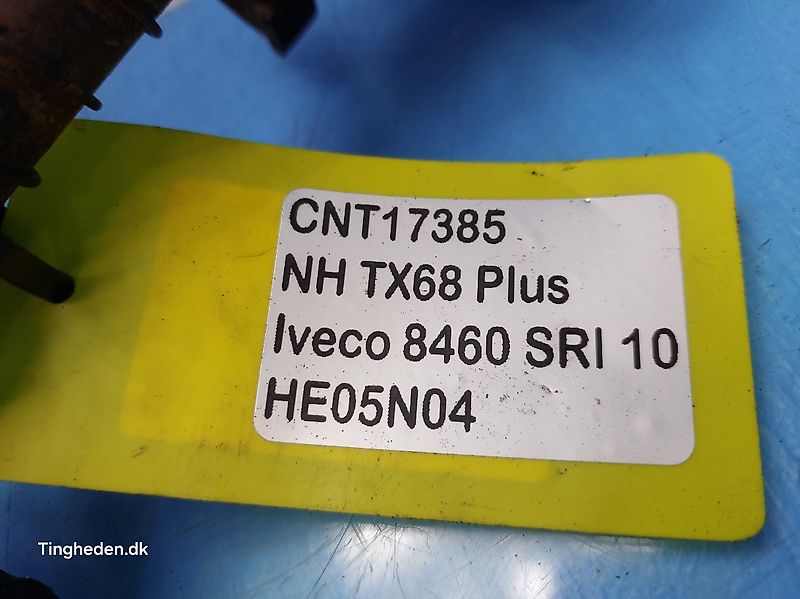 CNT17385
NH TX68 Plus
Iveco 8460 SRI 10
HE05N04
Tingheden.dk